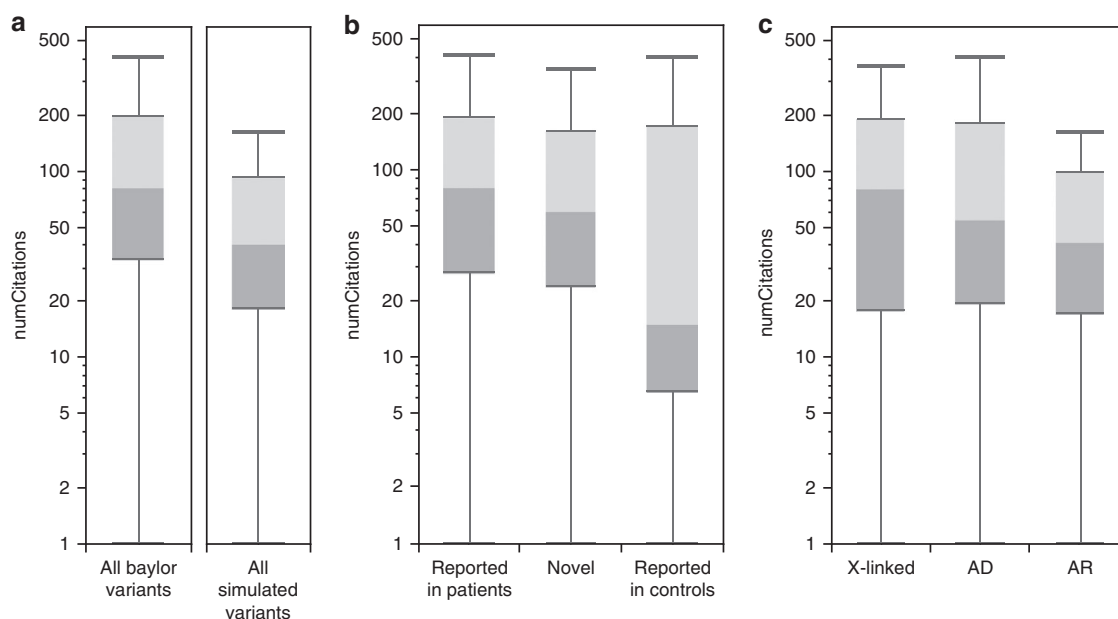 a
numCitations
500
200
100
50
20
10
5
2
1
All baylor
variants
All
simulated
variants
b
numCitations
500
200
100
50
20
10
5
2
1
Reported
in patients
Novel
Reported
in controls
c
numCitations
500
200
100
50
20
10
5
2
1
X-linked
AD
AR